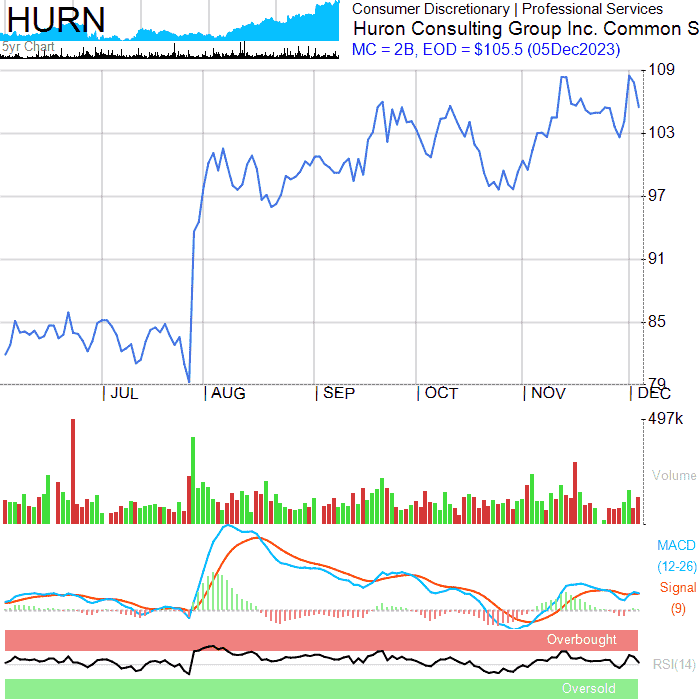 HURN
5yr Chart
Consumer Discretionary | Professional Services
Huron Consulting Group Inc. Common S
MC = 2B, EOD = $105.5 (05Dec2023)
109
103
97
91
85
79
| JUL | AUG | SEP | OCT | NOV | DEC
497k
Volume
MACD
(12-26)
Signal
(9)
Overbought
RSI(14)
Oversold